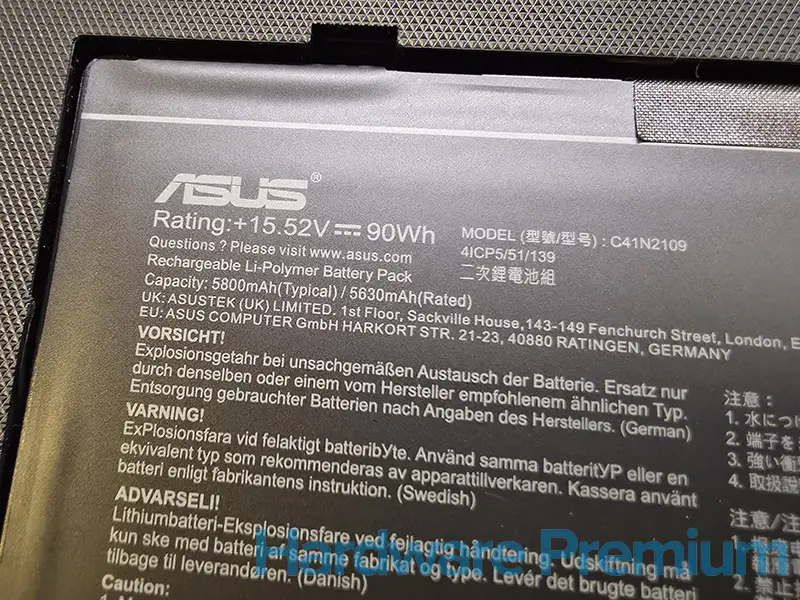 ASUS®
Rating:+15.52V ⎓ 90Wh
Questions ? Please visit www.asus.com
Rechargeable Li-Polymer Battery Pack
Capacity: 5800mAh(Typical) / 5630mAh(Rated)
MODEL (型號/型号) : C41N2109
4ICP5/51/139
二次鋰電池組
UK: ASUSTEK (UK) LIMITED. 1st Floor, Sackville House,143-149 Fenchurch Street, London, E
EU: ASUS COMPUTER GmbH HARKORT STR. 21-23, 40880 RATINGEN, GERMANY
VORSICHT!
Explosionsgetahr bei unsachgemäßen Austausch der Batterie. Ersatz nur
durch denselben oder einem vom Hersteller empfohlenem ähnlichen Typ.
Entsorgung gebrauchter Batterien nach Angaben des Herstellers. (German)
VARNING!
ExPlosionsfara vid felaktigt batteribYte. Använd samma batteritYP eller en
ekvivalent typ som rekommenderas av apparattillverkaren. Kassera använt
batteri enligt fabrikantens instruktion. (Swedish)
ADVARSELI!
Lithiumbatteri-Eksplosionsfare ved fejlagtig håndtering. Udskiftning må
kun ske med batteri af samme fabrikat og type. Levér det brugte batteri
tilbage til leverandøren. (Danish)
Caution:
注意：
1. 水につけ
2. 端子を
3. 強い衝
4. 取扱説
注意/注
1.
2. 禁止
Hardware Premium